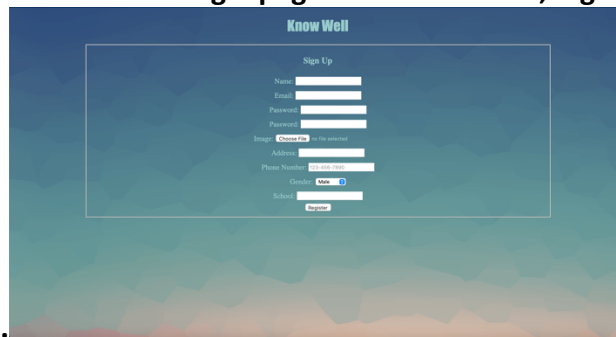 Know Well
Sign Up
Name:
Email:
Password:
Password:
Image: Choose File no file selected
Address:
Phone Number: 123-456-7890
Gender: Male
School:
Register
.